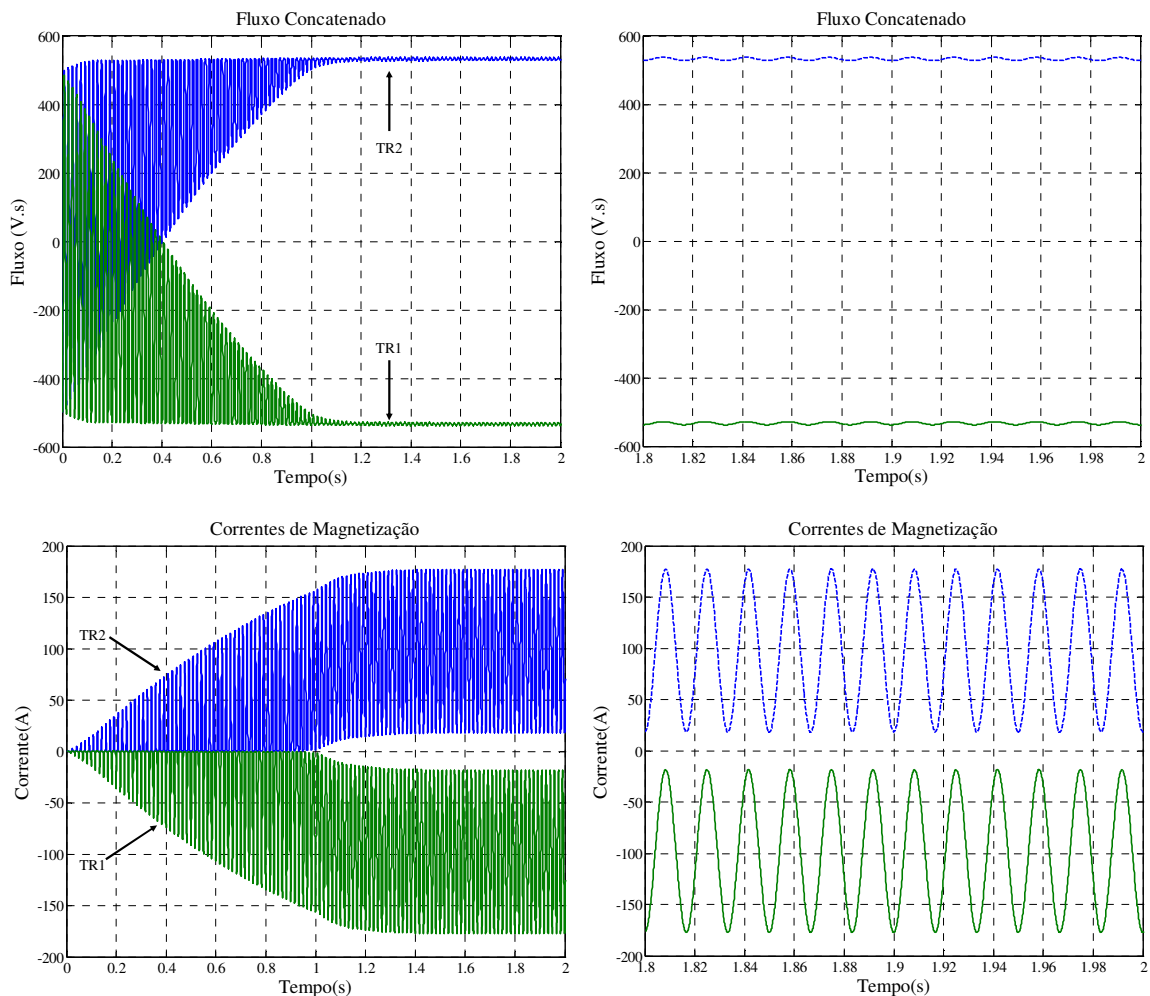 Fluxo Concatenado
600
400
200
0
-200
-400
-600
Fluxo (V.s)
TR2
TR1
0 0.2 0.4 0.6 0.8 1 1.2 1.4 1.6 1.8 2
Tempo(s)
Fluxo Concatenado
600
400
200
0
-200
-400
-600
Fluxo (V.s)
1.8 1.82 1.84 1.86 1.88 1.9 1.92 1.94 1.96 1.98 2
Tempo(s)
Correntes de Magnetização
200
150
100
50
0
-50
-100
-150
-200
Corrente(A)
TR2
TR1
0 0.2 0.4 0.6 0.8 1 1.2 1.4 1.6 1.8 2
Tempo(s)
Correntes de Magnetização
200
150
100
50
0
-50
-100
-150
-200
Corrente(A)
1.8 1.82 1.84 1.86 1.88 1.9 1.92 1.94 1.96 1.98 2
Tempo(s)